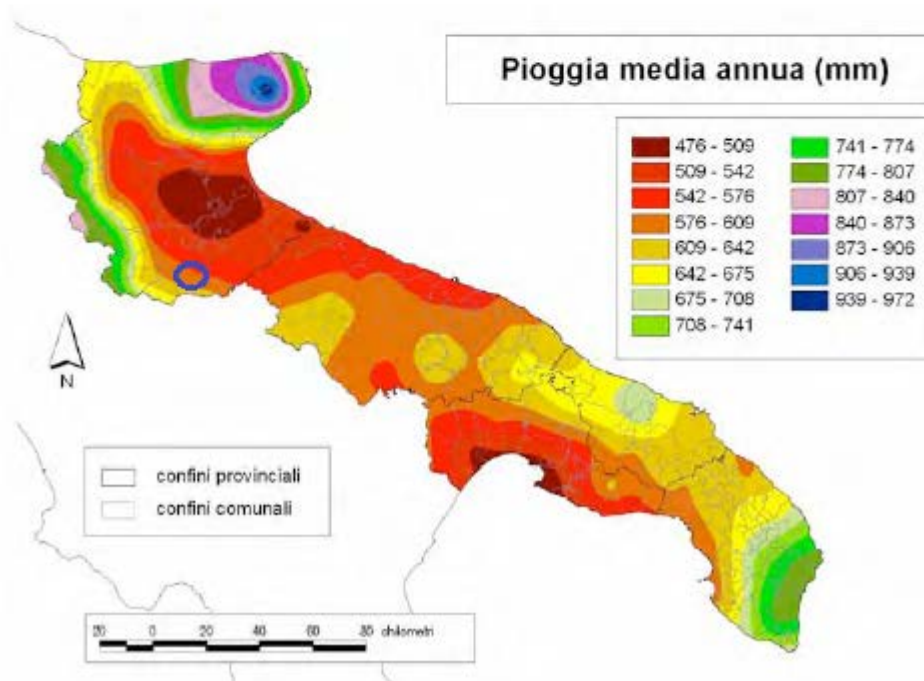 Pioggia media annua (mm)
476 - 509
509 - 542
542 - 576
576 - 609
609 - 642
642 - 675
675 - 708
708 - 741
741 - 774
774 - 807
807 - 840
840 - 873
873 - 906
906 - 939
939 - 972
N
confini provinciali
confini comunali
20 0 20 40 60 80 chilometri